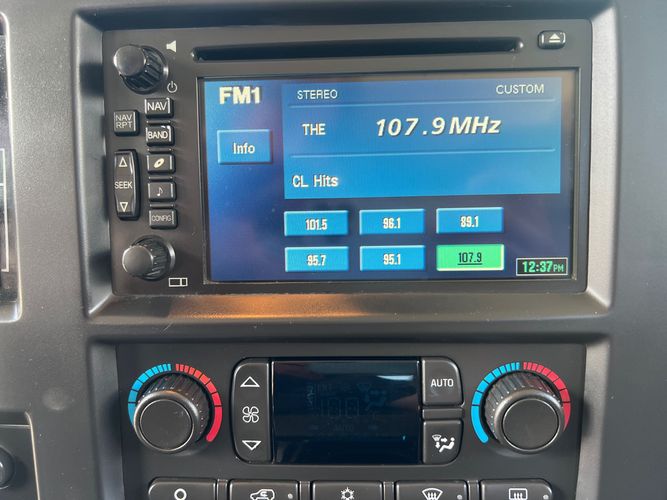 FM1
STEREO
CUSTOM
THE
107.9 MHz
Info
CL Hits
101.5
96.1
89.1
95.7
95.1
107.9
12:37 PM
NAV
NAV RPT
BAND
SEEK
CONFIG
AUTO